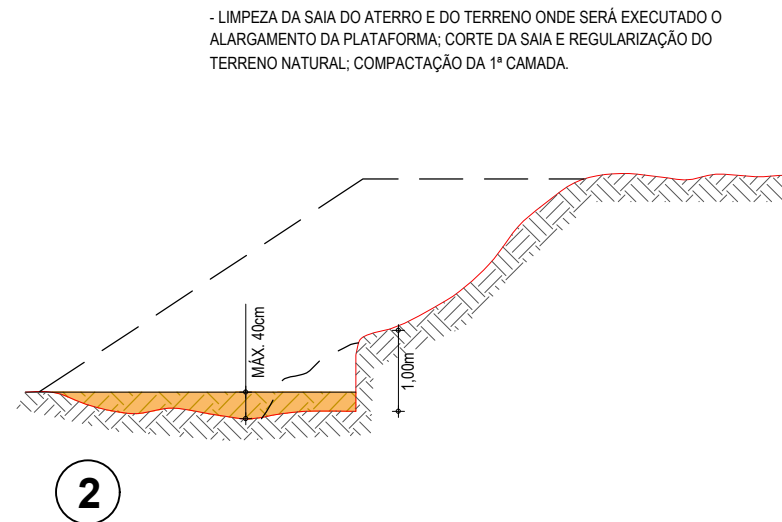 - LIMPEZA DA SAIA DO ATERRO E DO TERRENO ONDE SERÁ EXECUTADO O
ALARGAMENTO DA PLATAFORMA; CORTE DA SAIA E REGULARIZAÇÃO DO
TERRENO NATURAL; COMPACTAÇÃO DA 1ª CAMADA.
MÁX. 40cm
1,00m
2